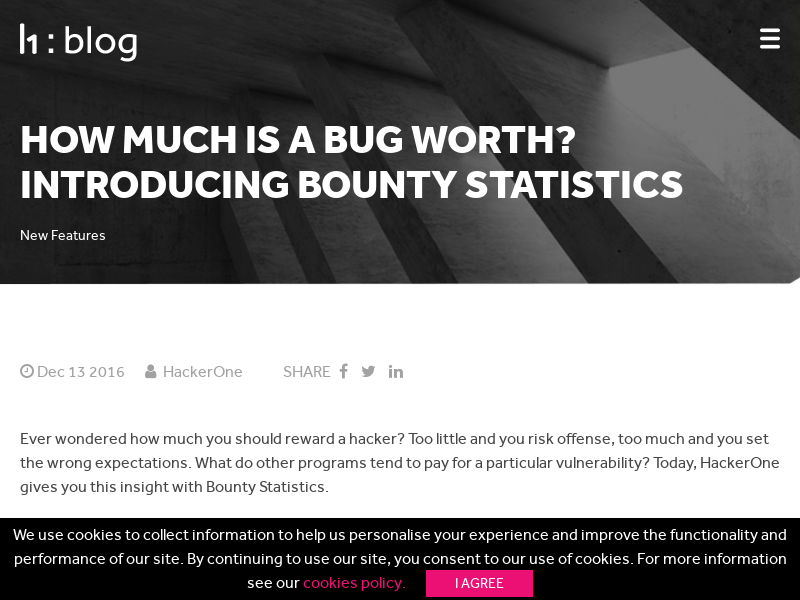 h1 : blog
HOW MUCH IS A BUG WORTH?
INTRODUCING BOUNTY STATISTICS
New Features
Dec 13 2016 HackerOne SHARE
Ever wondered how much you should reward a hacker? Too little and you risk offense, too much and you set
the wrong expectations. What do other programs tend to pay for a particular vulnerability? Today, HackerOne
gives you this insight with Bounty Statistics.
We use cookies to collect information to help us personalise your experience and improve the functionality and
performance of our site. By continuing to use our site, you consent to our use of cookies. For more information
see our cookies policy. I AGREE